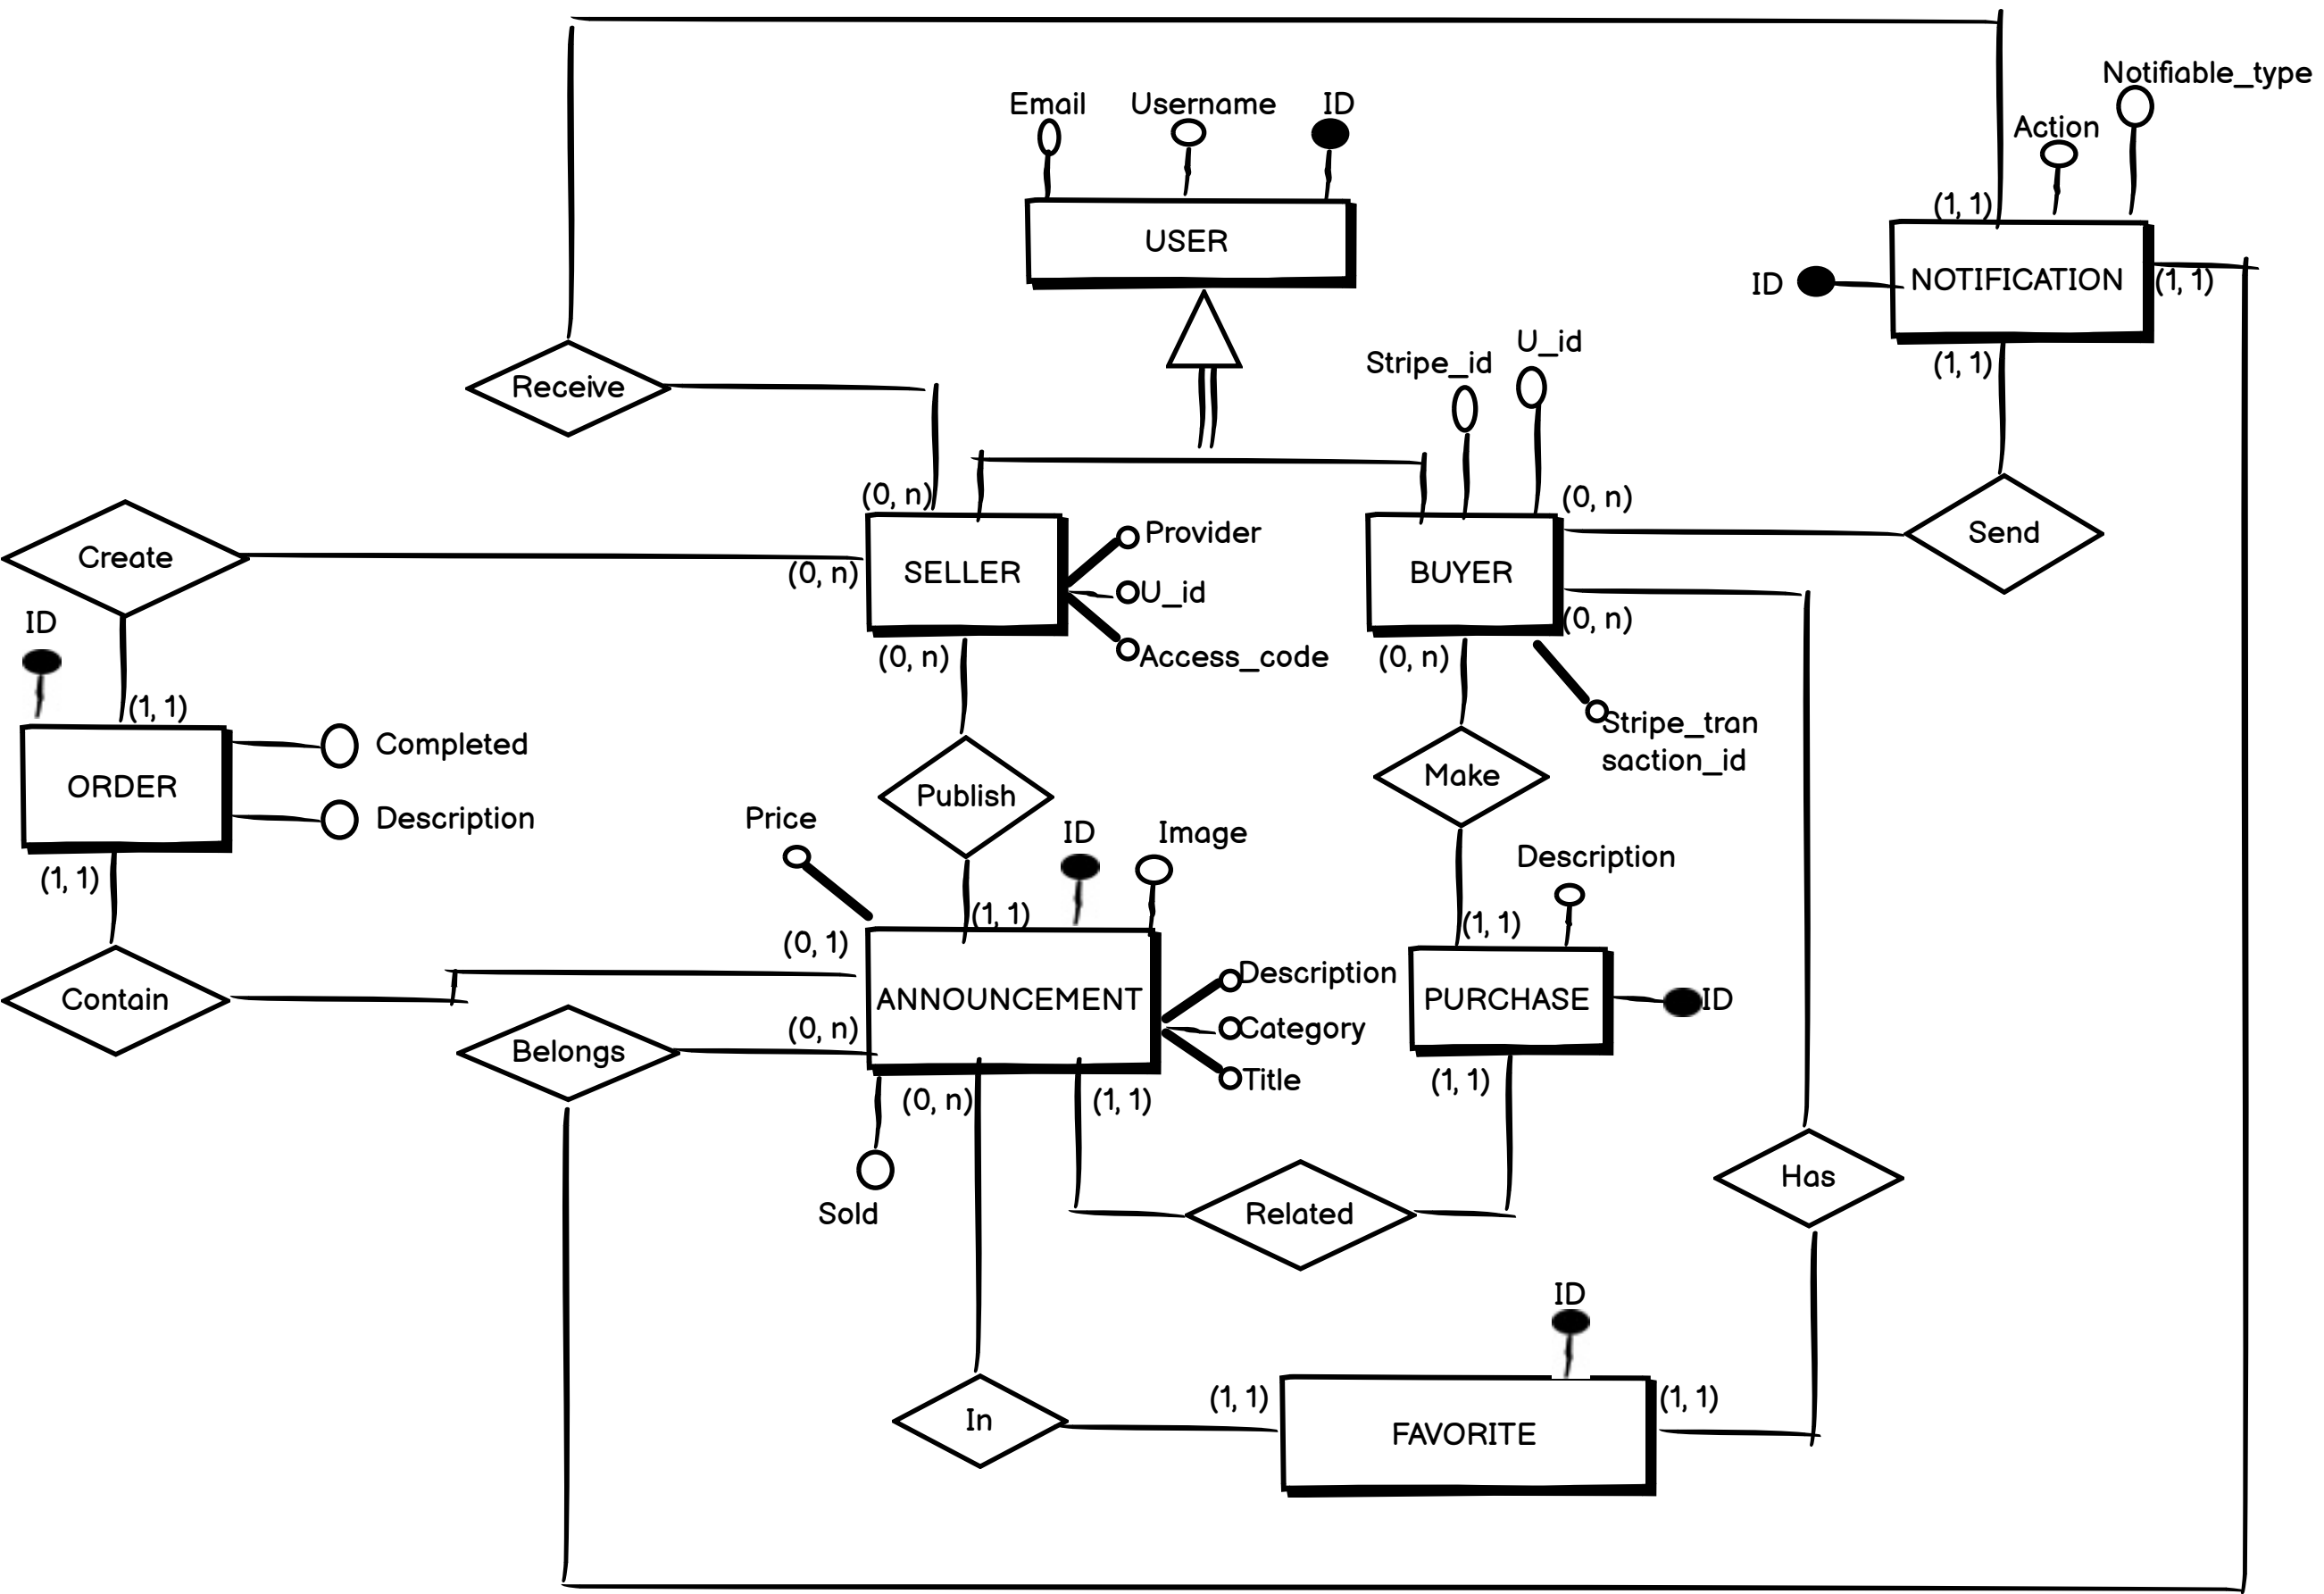 Notifiable_type
Email
Username
ID
Action
(1, 1)
USER
ID
NOTIFICATION
(1, 1)
U_id
Stripe_id
(1, 1)
Receive
(0, n)
(0, n)
Provider
Send
Create
SELLER
BUYER
(0, n)
U_id
ID
(0, n)
(0, n)
Access_code
(0, n)
(1, 1)
Stripe_tran
saction_id
Completed
ORDER
Make
Publish
Description
Price
ID
Image
Description
(1, 1)
(1, 1)
(1, 1)
(0, 1)
Description
Contain
ANNOUNCEMENT
PURCHASE
ID
(0, n)
Category
Belongs
(0, n)
(1, 1)
Title
(1, 1)
Has
Sold
Related
ID
(1, 1)
(1, 1)
In
FAVORITE